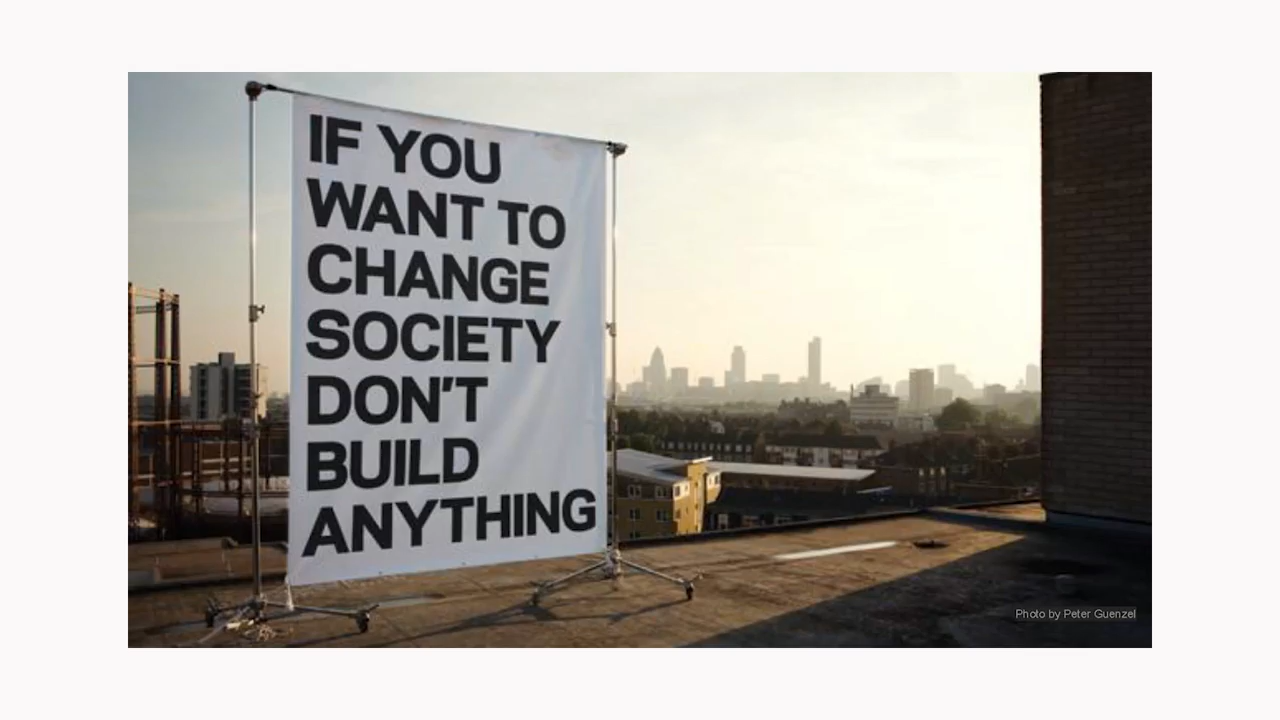 IF YOU
WANT TO
CHANGE
SOCIETY
DON'T
BUILD
ANYTHING
Photo by Peter Guenzel